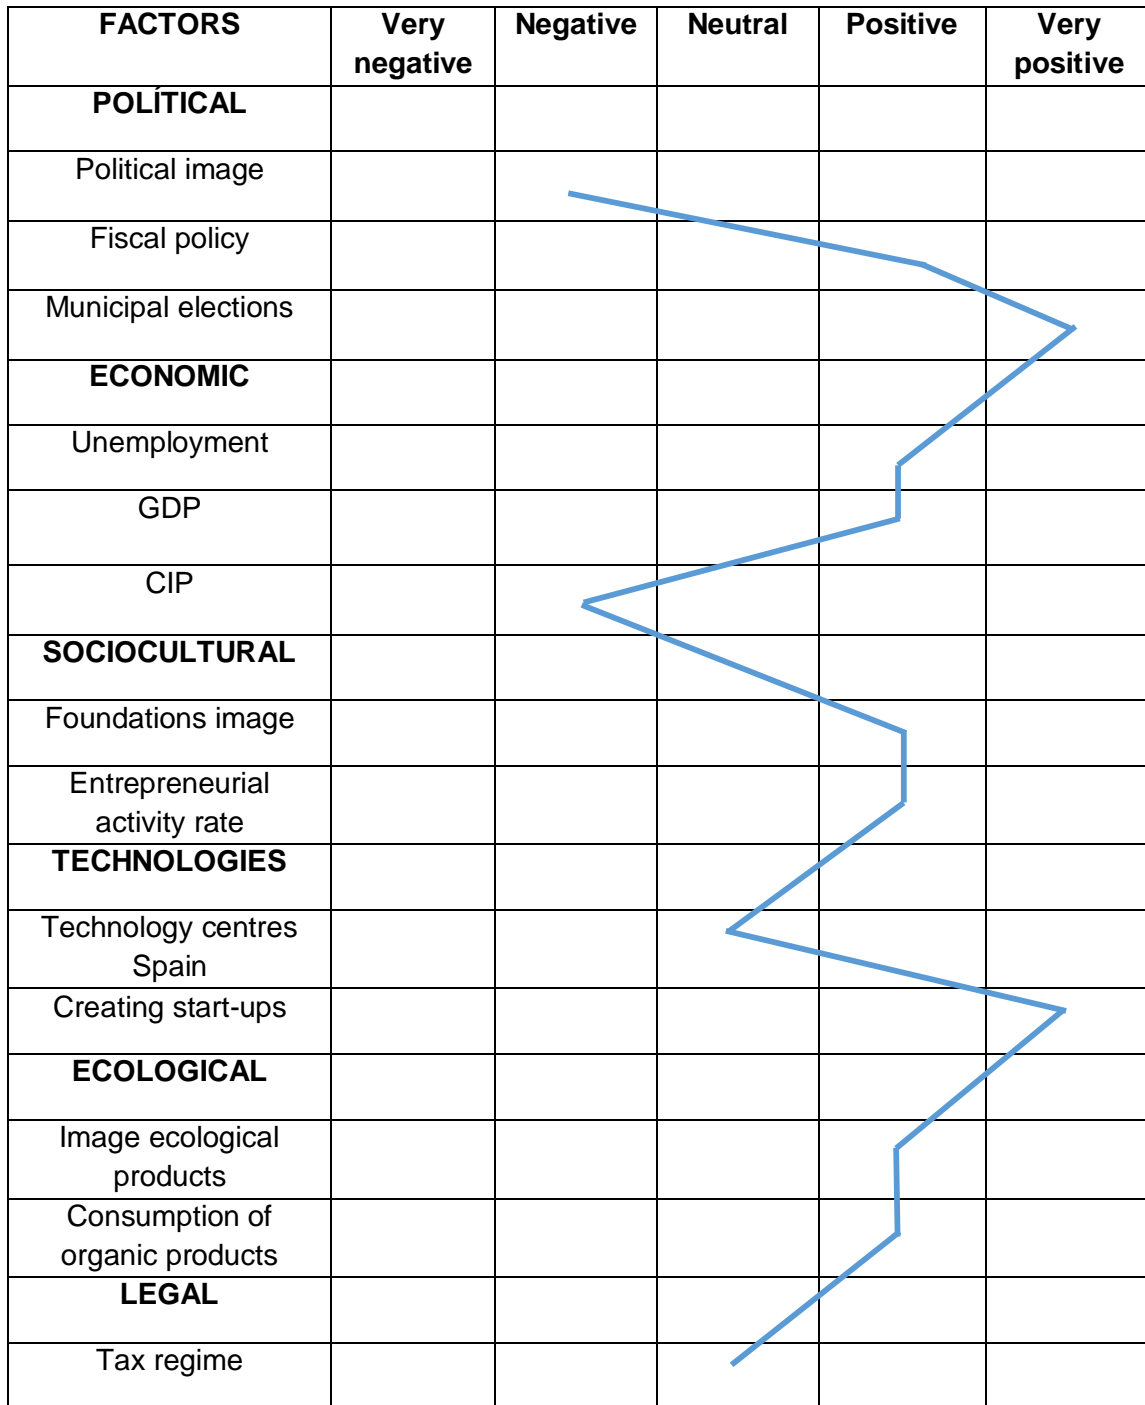 FACTORS Very negative Negative Neutral Positive Very positive
POLÍTICAL
Political image
Fiscal policy
Municipal elections
ECONOMIC
Unemployment
GDP
CIP
SOCIOCULTURAL
Foundations image
Entrepreneurial
activity rate
TECHNOLOGIES
Technology centres
Spain
Creating start-ups
ECOLOGICAL
Image ecological
products
Consumption of
organic products
LEGAL
Tax regime